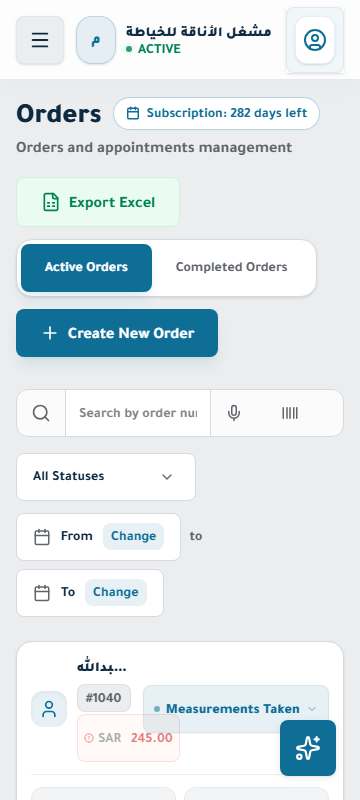 مشغل الأناقة للخياطة
م
ACTIVE
Orders
Subscription: 282 days left
Orders and appointments management
Export Excel
Active Orders
Completed Orders
Create New Order
Search by order nu
All Statuses
From Change to
To Change
بدالله...
#1040
Measurements Taken
SAR 245.00